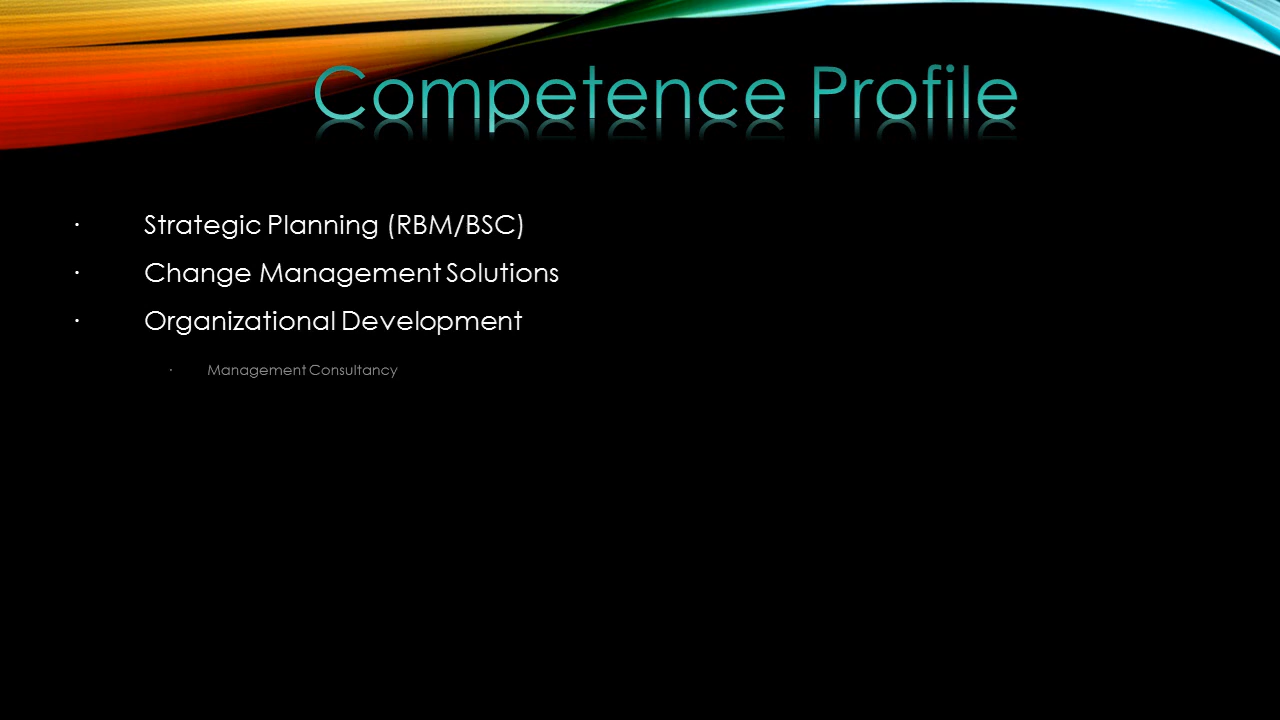 Competence Profile
· Strategic Planning (RBM/BSC)
· Change Management Solutions
· Organizational Development
· Management Consultancy